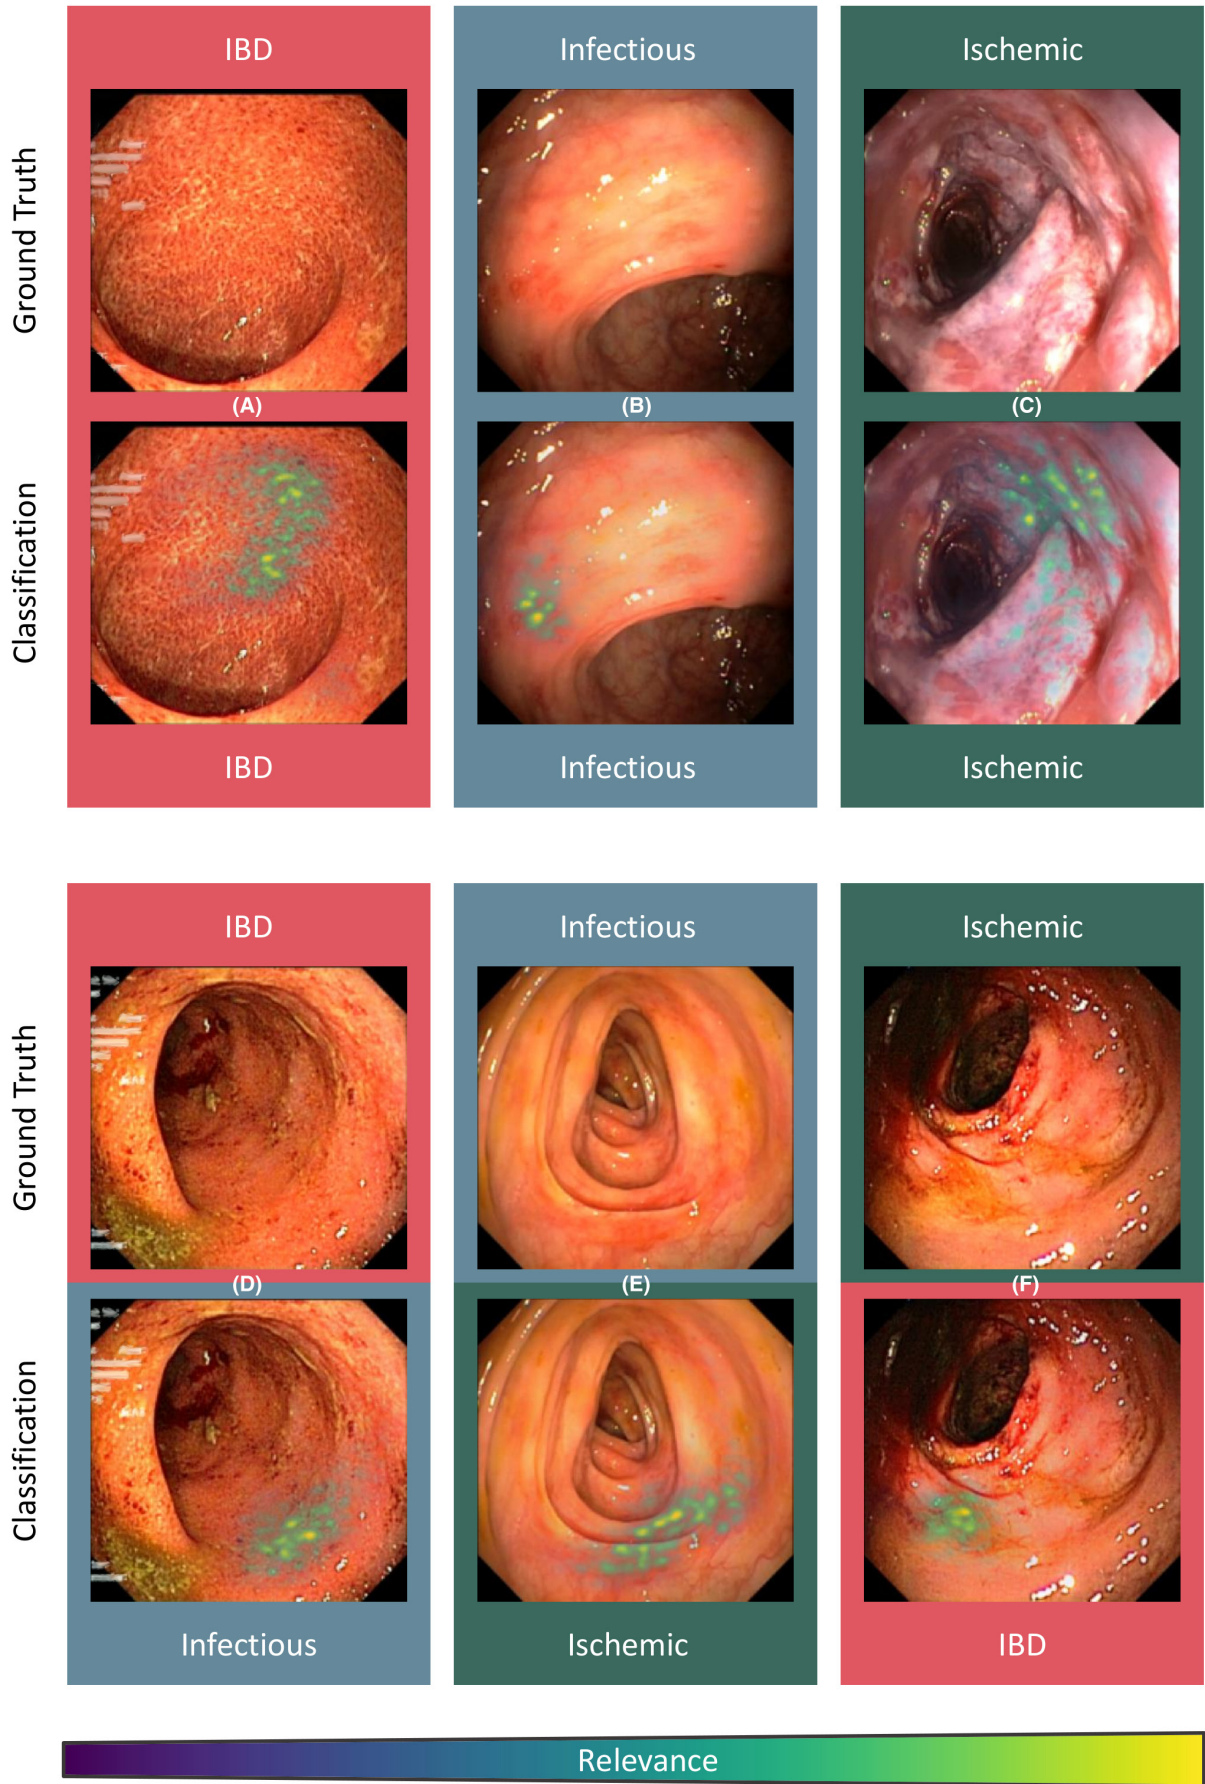 IBD Infectious Ischemic
Ground Truth
(A) (B) (C)
Classification
IBD Infectious Ischemic
IBD Infectious Ischemic
Ground Truth
(D) (E) (F)
Classification
Infectious Ischemic IBD
Relevance